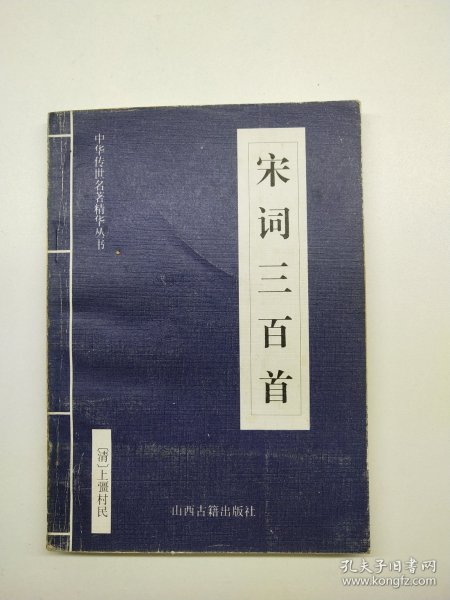 中华传世名著精华丛书
宋词三百首
〔清〕上彊村民
山西古籍出版社
孔夫子旧书网
www.kongfz.com